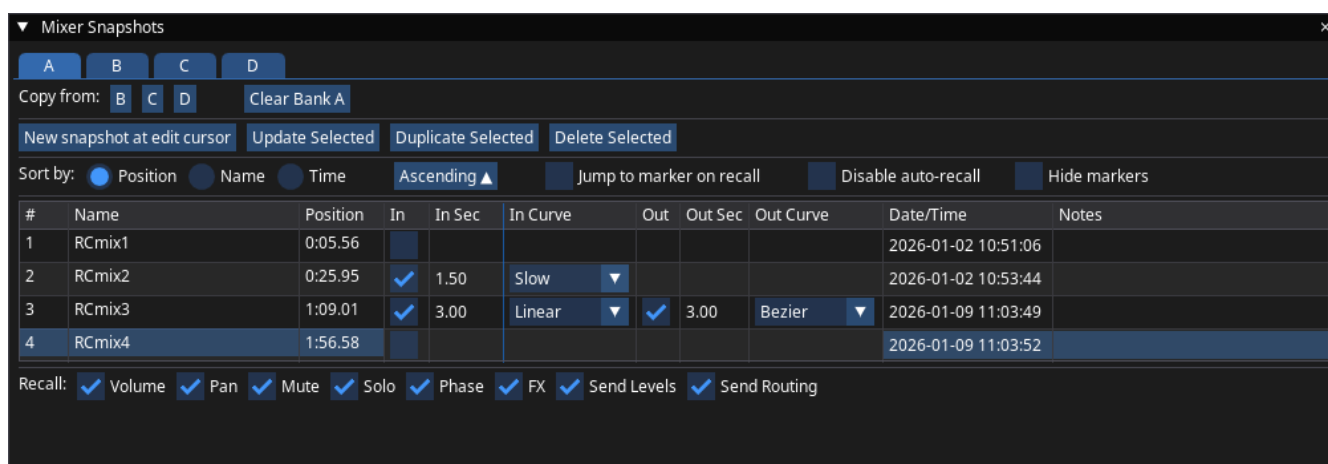 ▼ Mixer Snapshots ×
A B C D
Copy from: B C D Clear Bank A
New snapshot at edit cursor Update Selected Duplicate Selected Delete Selected
Sort by: Position Name Time Ascending ▲ Jump to marker on recall Disable auto-recall Hide markers
# Name Position In In Sec In Curve Out Out Sec Out Curve Date/Time Notes
1 RCmix1 0:05.56 2026-01-02 10:51:06
2 RCmix2 0:25.95 1.50 Slow ▼ 2026-01-02 10:53:44
3 RCmix3 1:09.01 3.00 Linear ▼ 3.00 Bezier ▼ 2026-01-09 11:03:49
4 RCmix4 1:56.58 2026-01-09 11:03:52
Recall: Volume Pan Mute Solo Phase FX Send Levels Send Routing